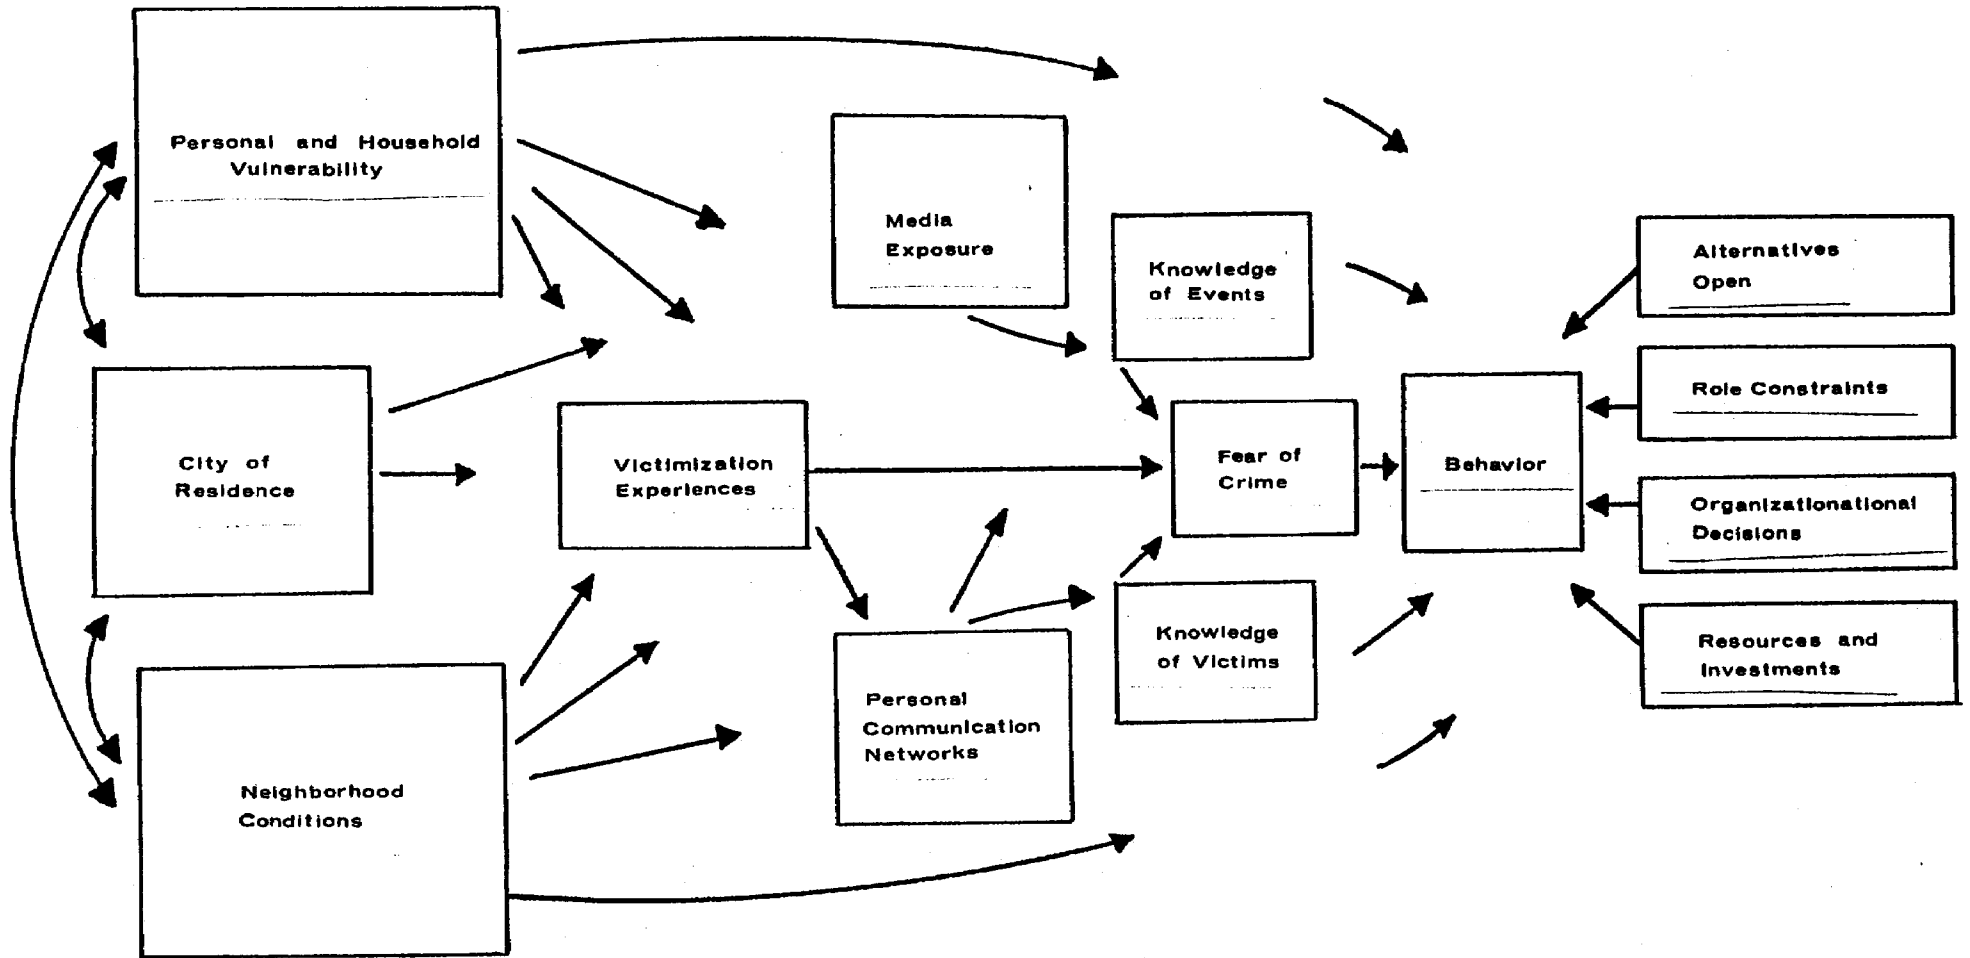 Personal and Household
Vulnerability
Media
Exposure
Knowledge
of Events
Alternatives
Open
Role Constraints
City of
Residence
Victimization
Experiences
Fear of
Crime
Behavior
Organizationational
Decisions
Knowledge
of Victims
Resources and
Investments
Personal
Communication
Networks
Neighborhood
Conditions